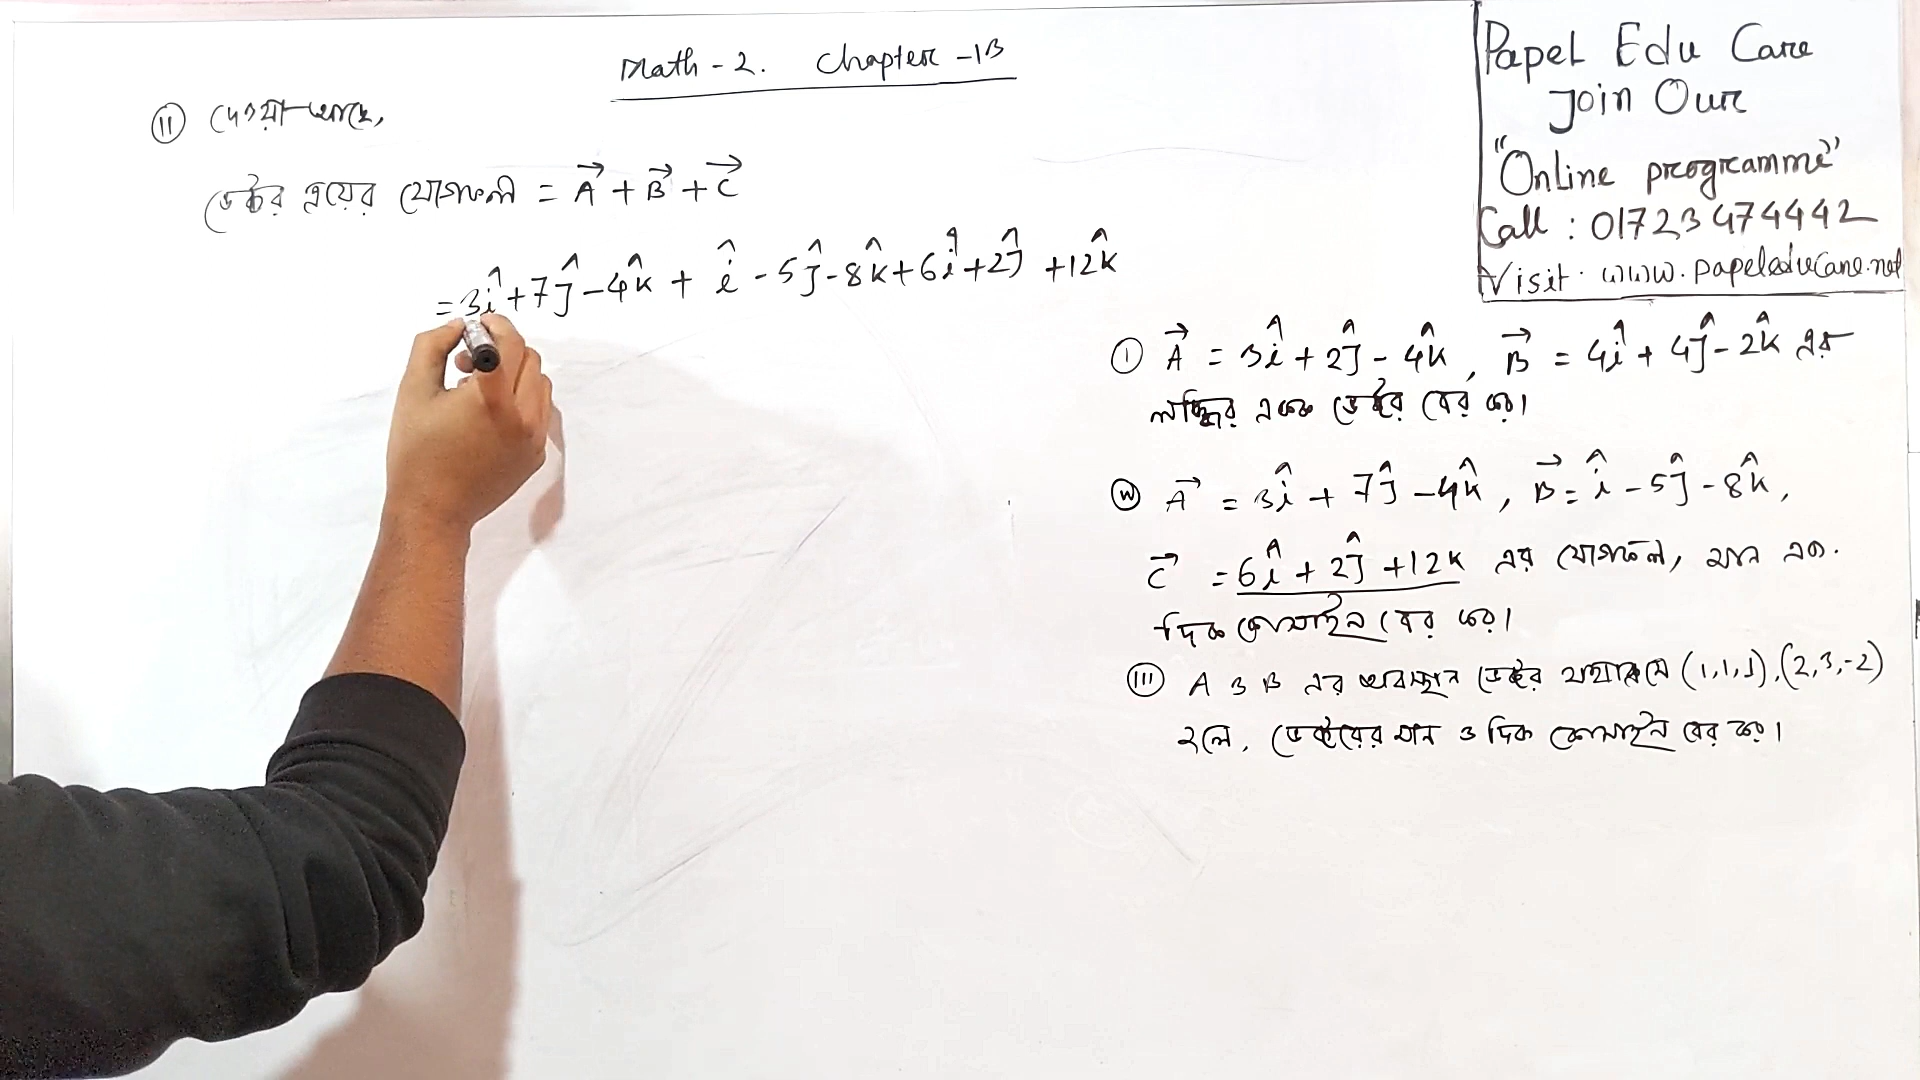 Math - 2. Chapter - 1B
(II) দেওয়া আছে,
ভেক্টর ত্রয়ের যোগফল = A⃗ + B⃗ + C⃗
= 3î + 7ĵ - 4k̂ + î - 5ĵ - 8k̂ + 6î + 2ĵ + 12k̂
Papel Edu Care
Join Our
"Online programme"
Call : 01723474442
Visit. www.papeleducare.net
(I) A⃗ = 3î + 2ĵ - 4k̂, B⃗ = 4î + 4ĵ - 2k̂ এর
লব্ধির একক ভেক্টর বের কর।
(II) A⃗ = 3î + 7ĵ - 4k̂, B⃗ = î - 5ĵ - 8k̂,
C⃗ = 6î + 2ĵ + 12k এর যোগফল, মান এবং
দিক কোসাইন বের কর।
(III) A ও B এর অবস্থান ভেক্টর যথাক্রমে (1,1,1), (2,3,-2)
হলে, ভেক্টরের মান ও দিক কোসাইন বের কর।